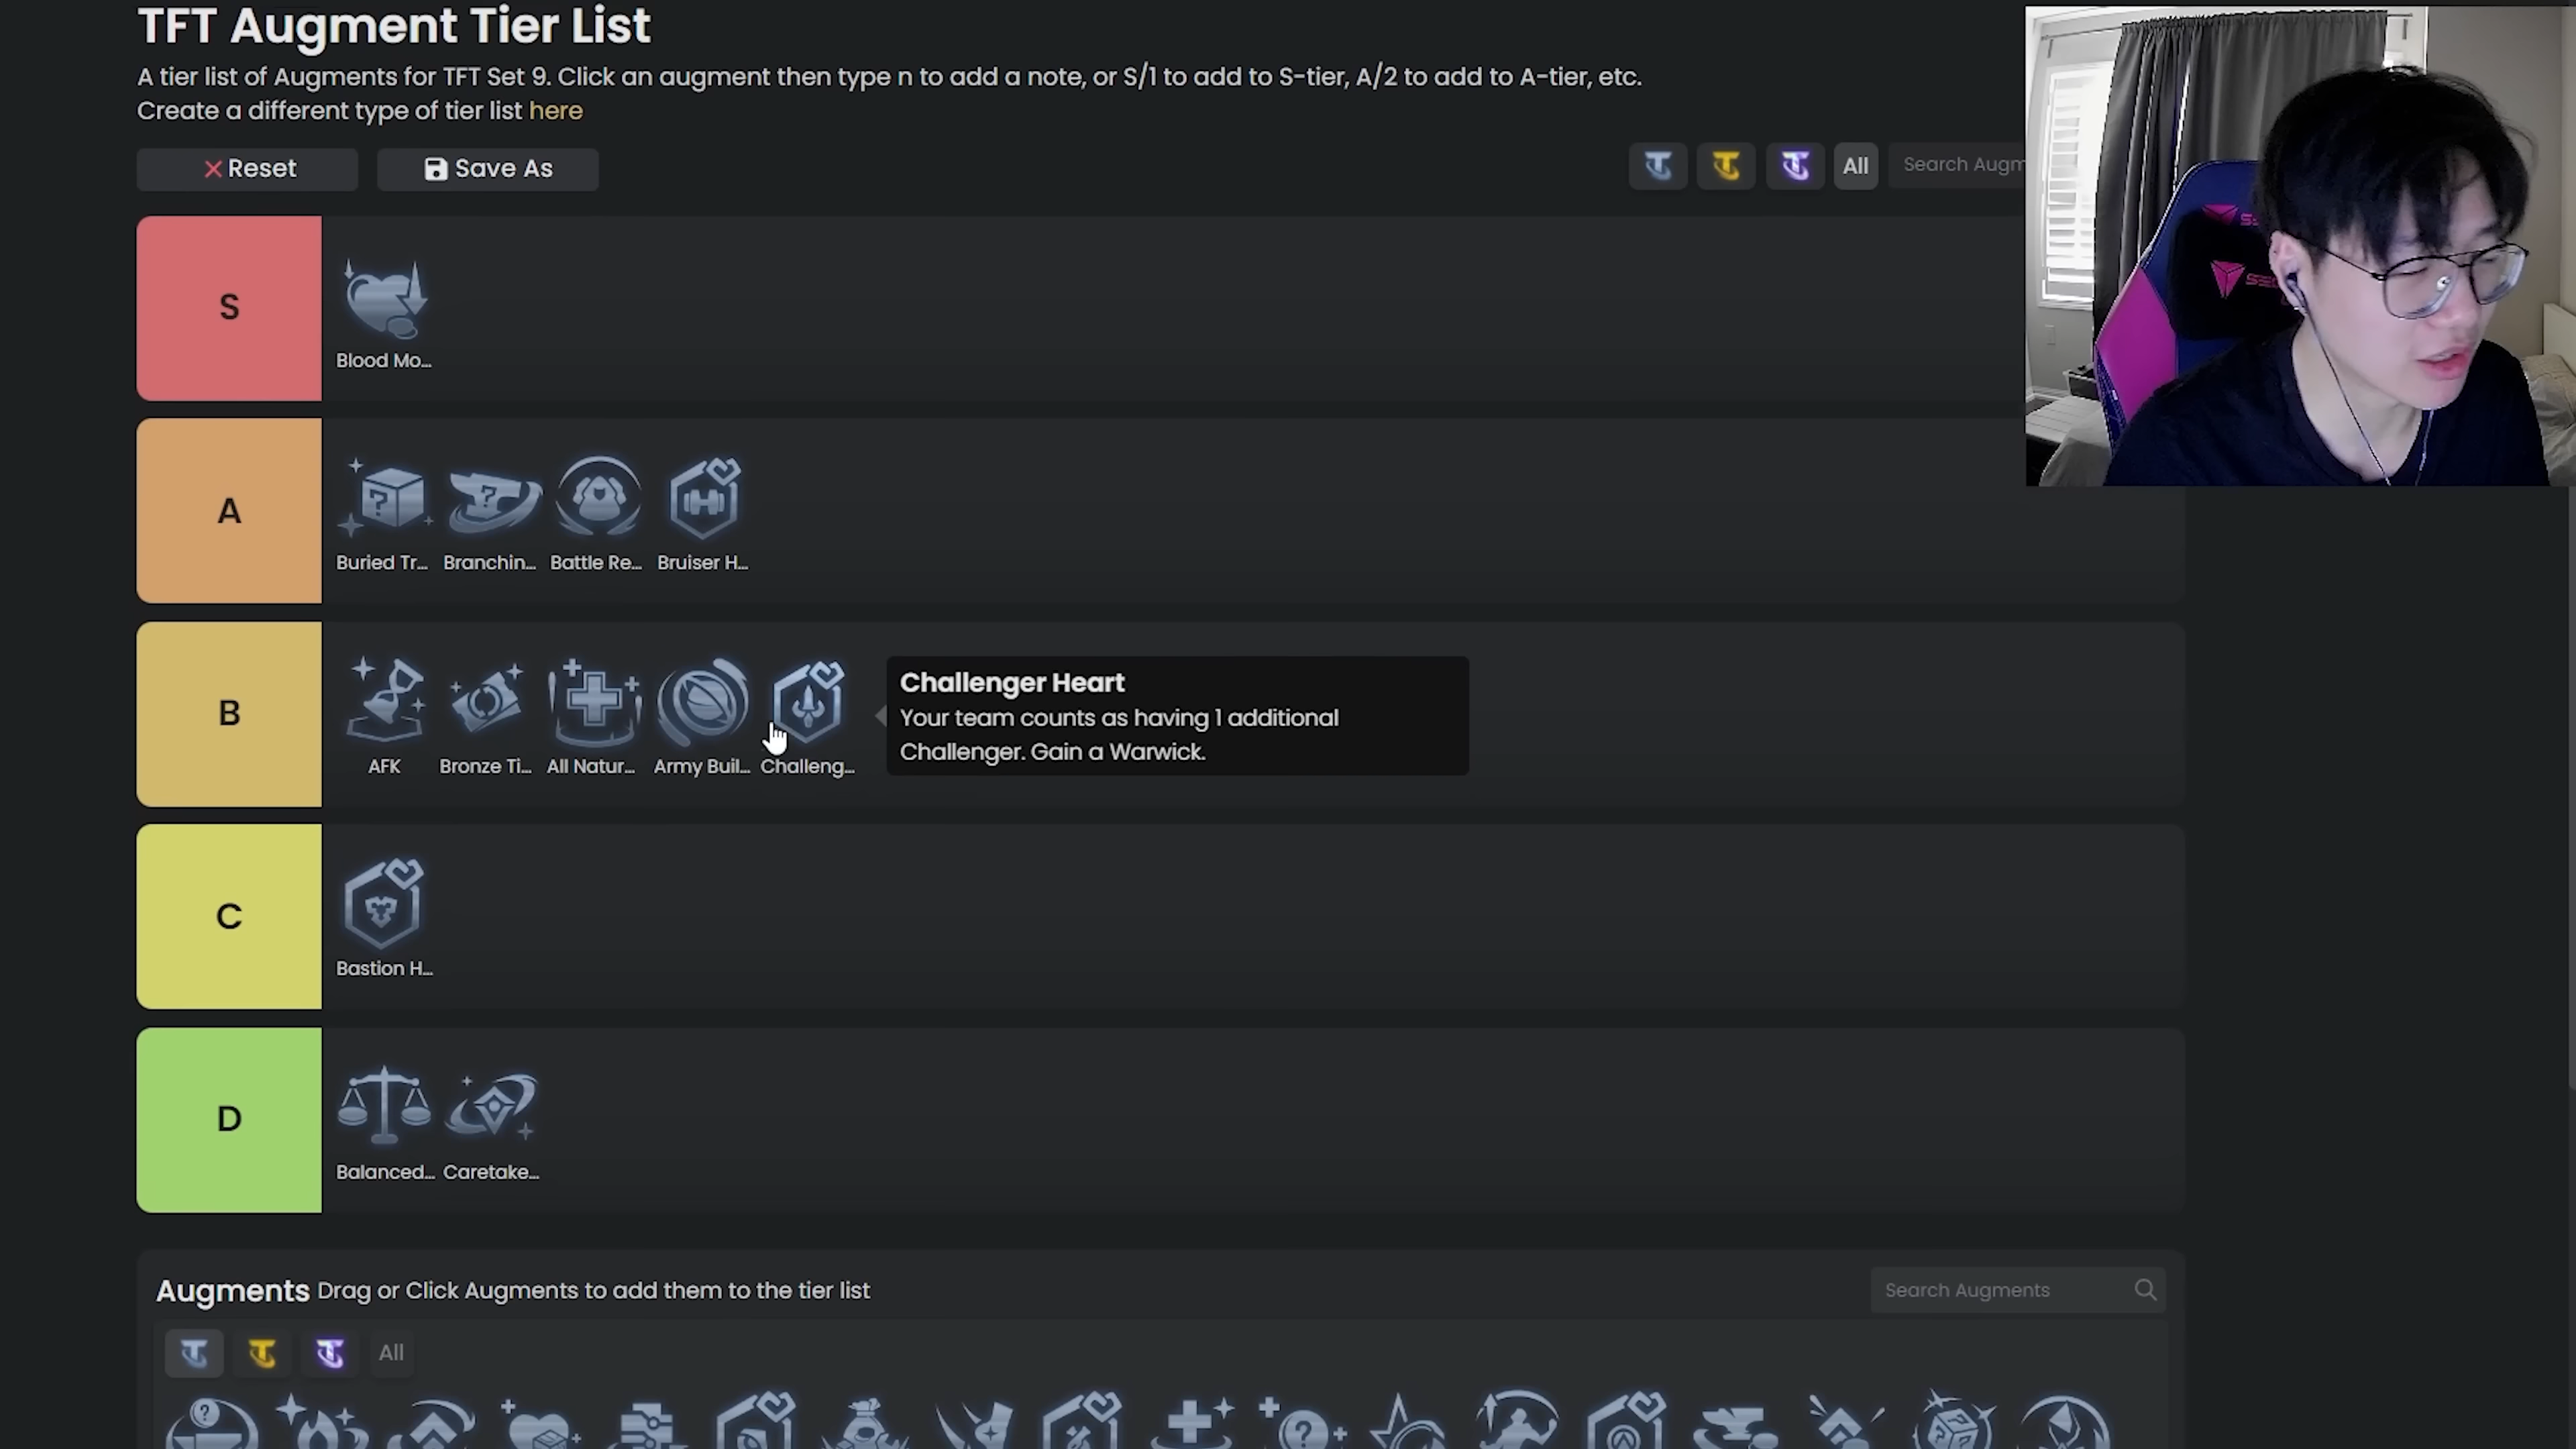 TFT Augment Tier List
A tier list of Augments for TFT Set 9. Click an augment then type n to add a note, or S/1 to add to S-tier, A/2 to add to A-tier, etc.
Create a different type of tier list here
Reset
Save As
All
Search Augm
S
Blood Mo...
A
Buried Tr...
Branchin...
Battle Re...
Bruiser H...
B
AFK
Bronze Ti...
All Natur...
Army Buil...
Challeng...
Challenger Heart
Your team counts as having 1 additional
Challenger. Gain a Warwick.
C
Bastion H...
D
Balanced...
Caretake...
Augments Drag or Click Augments to add them to the tier list
Search Augments
All